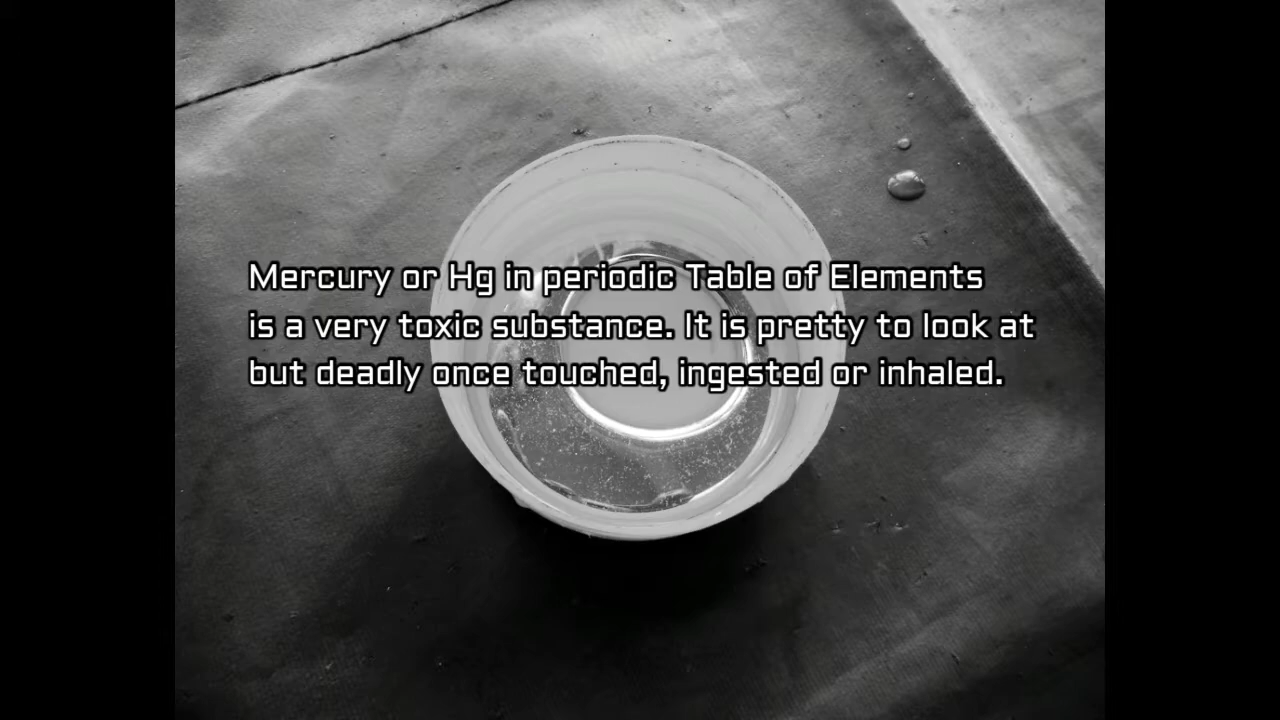 Mercury or Hg in periodic Table of Elements
is a very toxic substance. It is pretty to look at
but deadly once touched, ingested or inhaled.